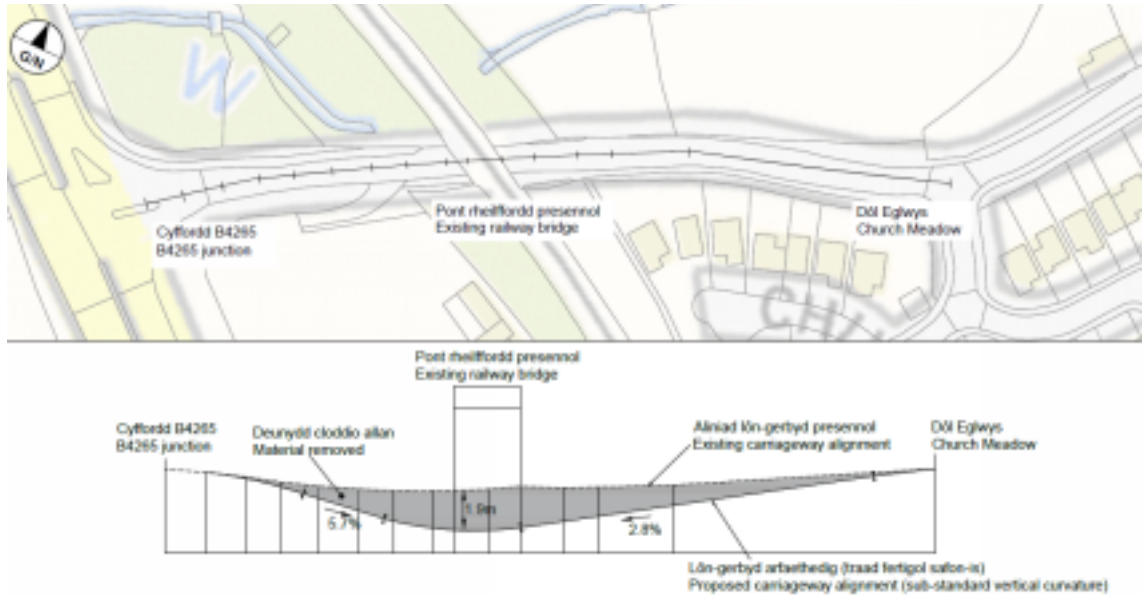 G/N
W
Cyffordd B4265
B4265 junction
Pont rheilffordd presennol
Existing railway bridge
Dôl Eglwys
Church Meadow
CHU
Pont rheilffordd presennol
Existing railway bridge
Cyffordd B4265
B4265 junction
Deunydd cloddio allan
Material removed
Aliniad lôn-gerbyd presennol
Existing carriageway alignment
Dôl Eglwys
Church Meadow
1.9m
5.7%
2.8%
Lôn-gerbyd arfaethedig (traad fertigol safon-is)
Proposed carriageway alignment (sub-standard vertical curvature)